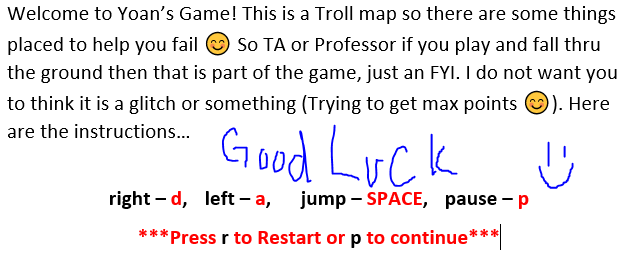 Welcome to Yoan's Game! This is a Troll map so there are some things
placed to help you fail 😊 So TA or Professor if you play and fall thru
the ground then that is part of the game, just an FYI. I do not want you
to think it is a glitch or something (Trying to get max points 😊). Here
are the instructions...
Good Luck :)
right – d, left – a, jump – SPACE, pause – p
***Press r to Restart or p to continue***